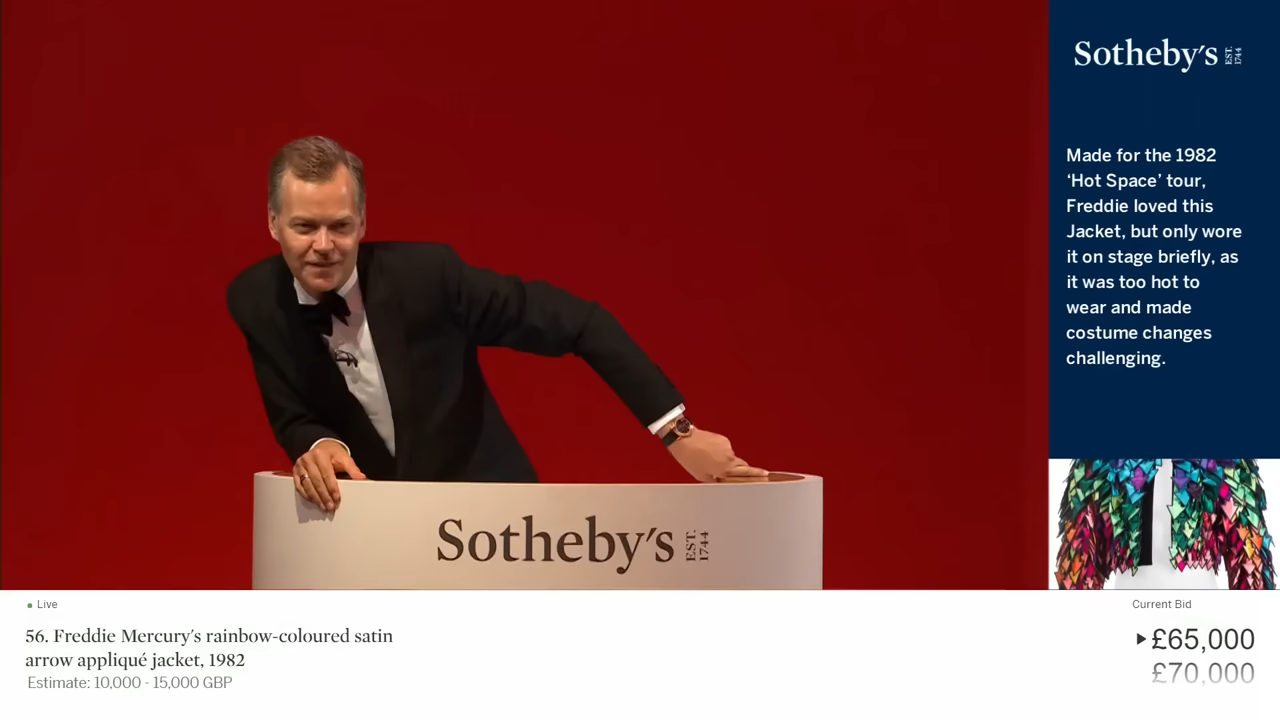 Sotheby's EST. 1744
Made for the 1982
‘Hot Space’ tour,
Freddie loved this
Jacket, but only wore
it on stage briefly, as
it was too hot to
wear and made
costume changes
challenging.
Sotheby's EST. 1744
Live
56. Freddie Mercury's rainbow-coloured satin
arrow appliqué jacket, 1982
Estimate: 10,000 - 15,000 GBP
Current Bid
£65,000
£70,000